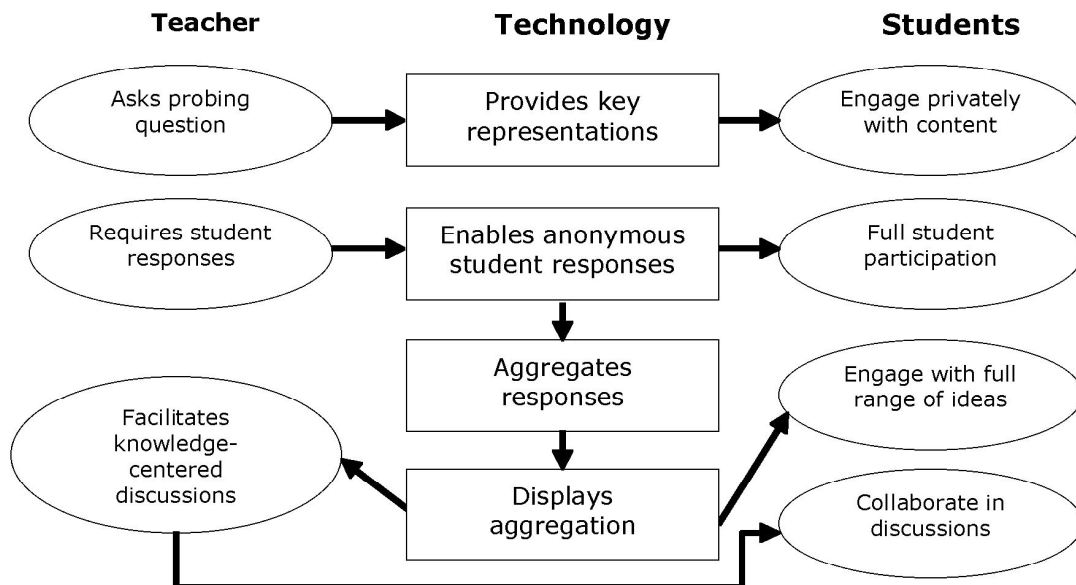 Teacher
Technology
Students
Asks probing
question
Provides key
representations
Engage privately
with content
Requires student
responses
Enables anonymous
student responses
Full student
participation
Aggregates
responses
Engage with full
range of ideas
Facilitates
knowledge-
centered
discussions
Displays
aggregation
Collaborate in
discussions